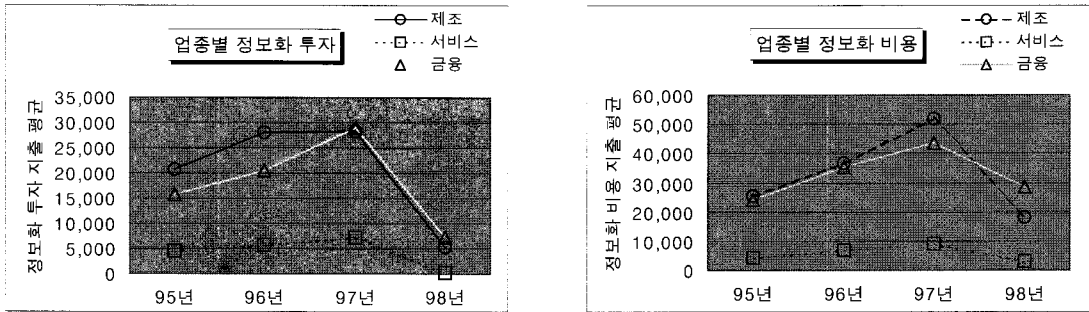 업종별 정보화 투자
제조
서비스
금융
정보화 투자 지출 평균
35,000
30,000
25,000
20,000
15,000
10,000
5,000
0
95년 96년 97년 98년
업종별 정보화 비용
제조
서비스
금융
정보화 비용 지출 평균
60,000
50,000
40,000
30,000
20,000
10,000
0
95년 96년 97년 98년